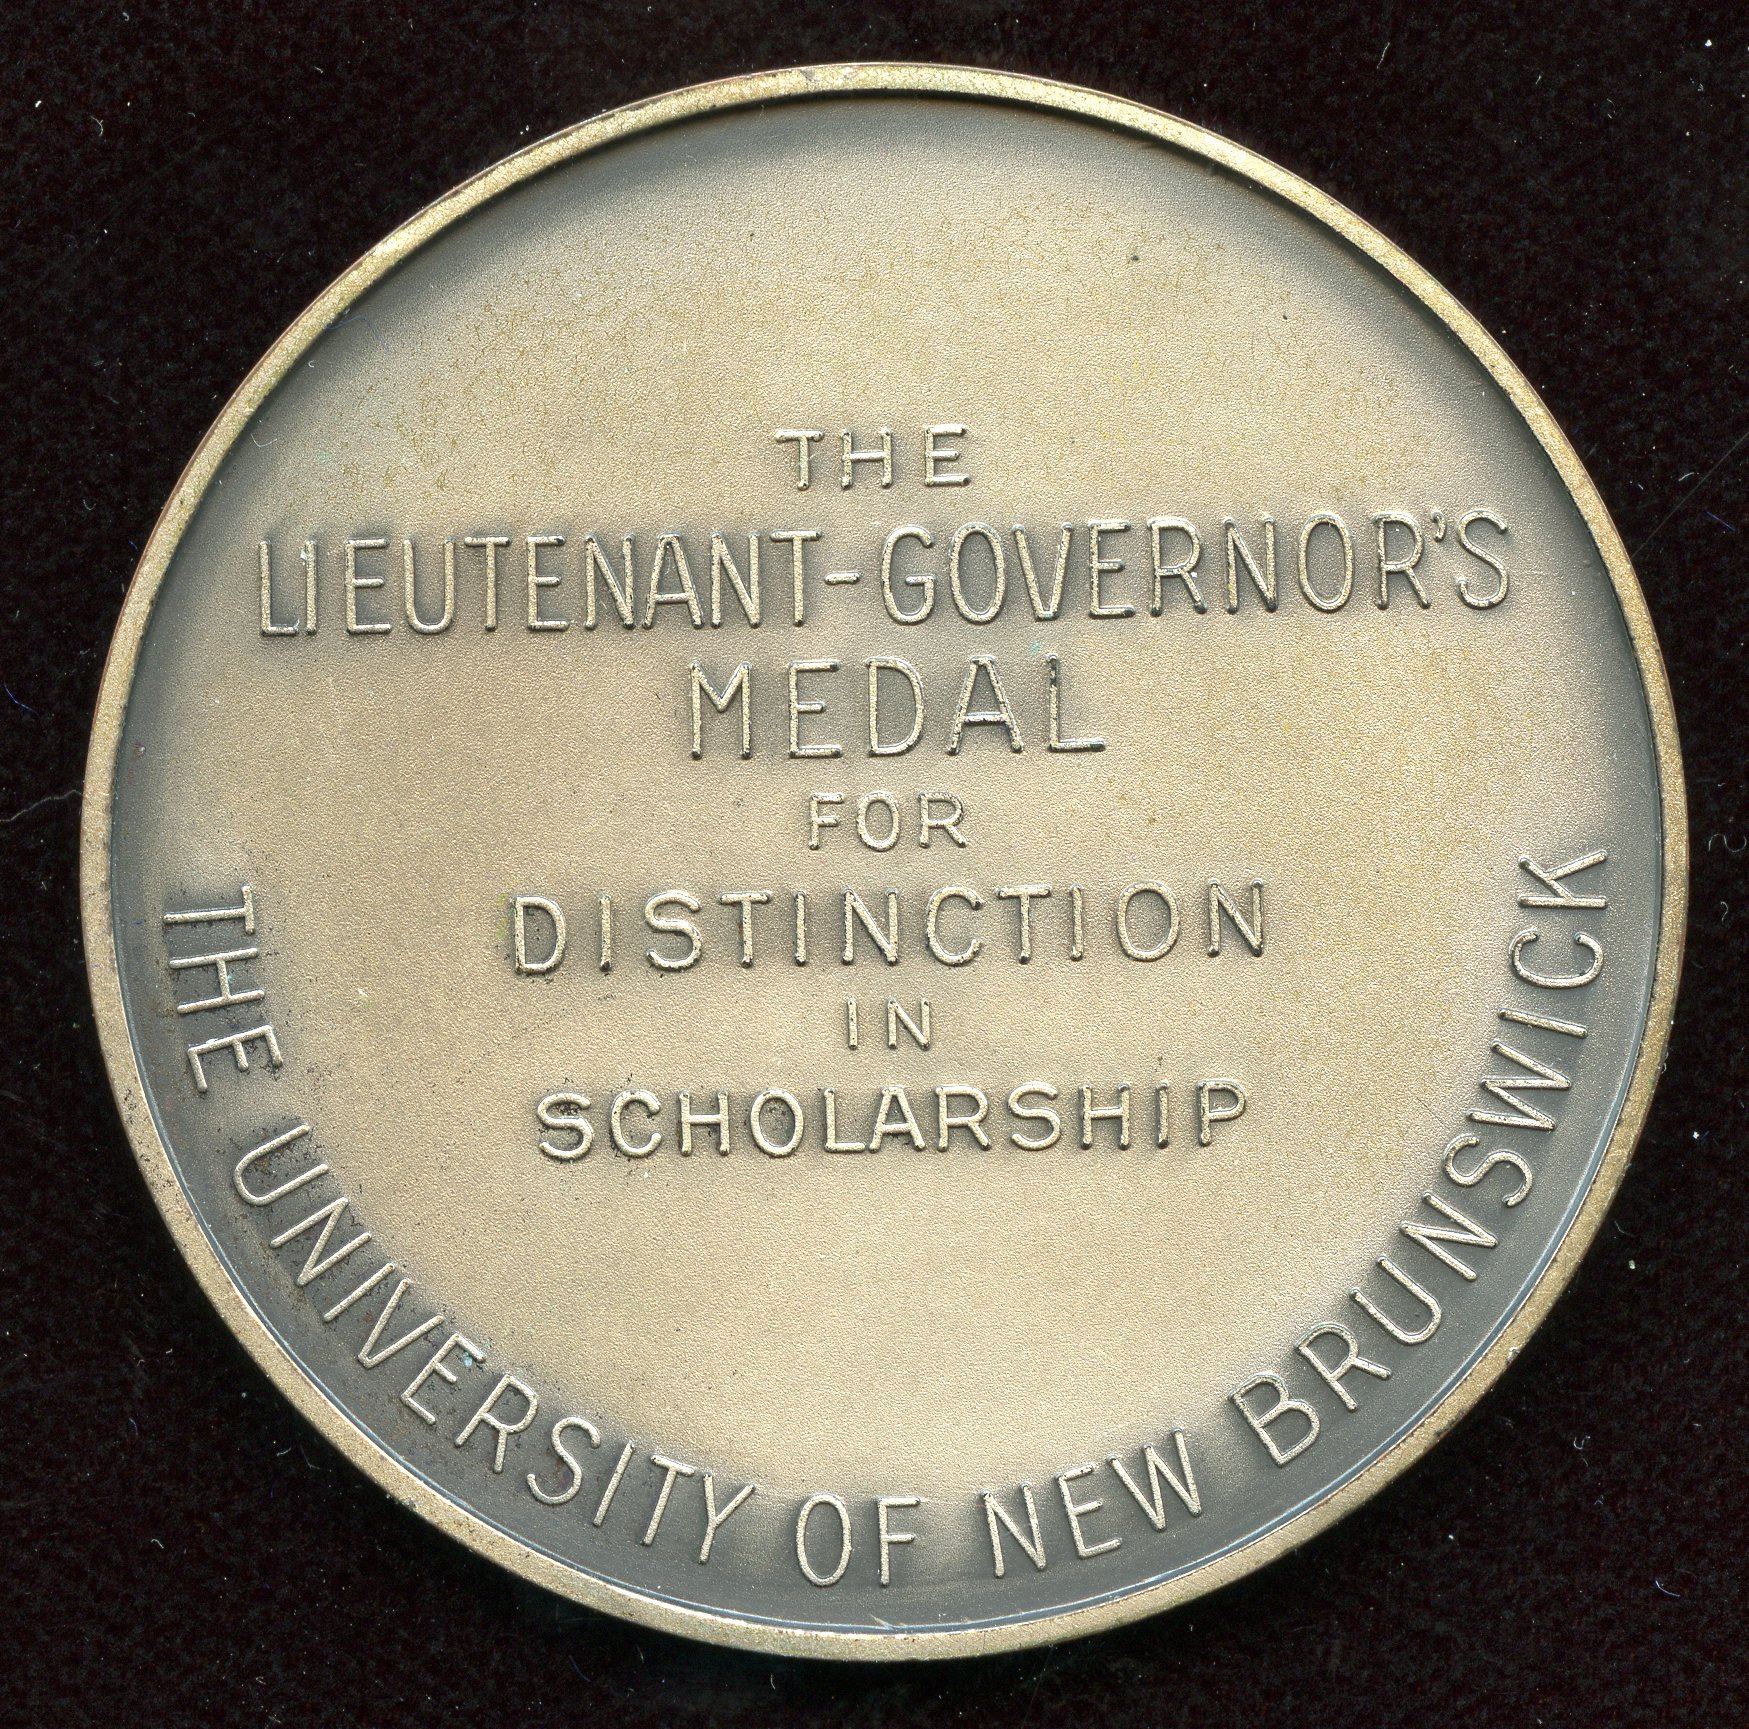 THE
LIEUTENANT-GOVERNOR'S
MEDAL
FOR
DISTINCTION
IN
SCHOLARSHIP
THE UNIVERSITY OF NEW BRUNSWICK